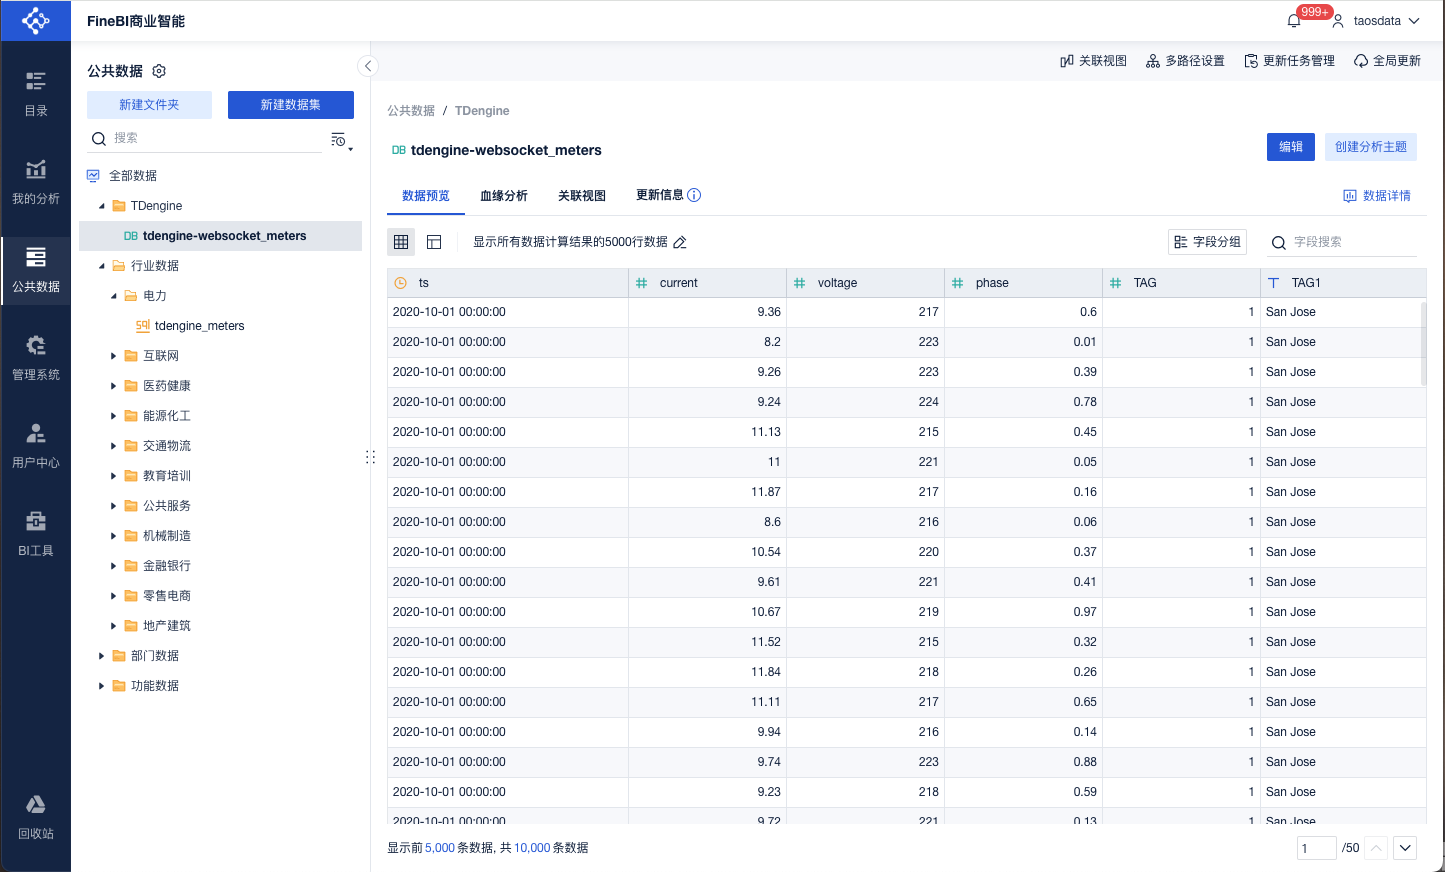 FineBI商业智能
999+
taosdata
目录
我的分析
公共数据
管理系统
用户中心
BI工具
回收站
公共数据
新建文件夹
新建数据集
搜索
全部数据
TDengine
DB tdengine-websocket_meters
行业数据
电力
sql tdengine_meters
互联网
医药健康
能源化工
交通物流
教育培训
公共服务
机械制造
金融银行
零售电商
地产建筑
部门数据
功能数据
关联视图 多路径设置 更新任务管理 全局更新
公共数据 / TDengine
DB tdengine-websocket_meters
编辑 创建分析主题
数据预览 血缘分析 关联视图 更新信息
数据详情
显示所有数据计算结果的5000行数据
字段分组
字段搜索
ts # current # voltage # phase # TAG T TAG1
2020-10-01 00:00:00 9.36 217 0.6 1 San Jose
2020-10-01 00:00:00 8.2 223 0.01 1 San Jose
2020-10-01 00:00:00 9.26 223 0.39 1 San Jose
2020-10-01 00:00:00 9.24 224 0.78 1 San Jose
2020-10-01 00:00:00 11.13 215 0.45 1 San Jose
2020-10-01 00:00:00 11 221 0.05 1 San Jose
2020-10-01 00:00:00 11.87 217 0.16 1 San Jose
2020-10-01 00:00:00 8.6 216 0.06 1 San Jose
2020-10-01 00:00:00 10.54 220 0.37 1 San Jose
2020-10-01 00:00:00 9.61 221 0.41 1 San Jose
2020-10-01 00:00:00 10.67 219 0.97 1 San Jose
2020-10-01 00:00:00 11.52 215 0.32 1 San Jose
2020-10-01 00:00:00 11.84 218 0.26 1 San Jose
2020-10-01 00:00:00 11.11 217 0.65 1 San Jose
2020-10-01 00:00:00 9.94 216 0.14 1 San Jose
2020-10-01 00:00:00 9.74 223 0.88 1 San Jose
2020-10-01 00:00:00 9.23 218 0.59 1 San Jose
2020-10-01 00:00:00 9.72 221 0.13 1 San Jose
显示前 5,000 条数据, 共 10,000 条数据
1 /50